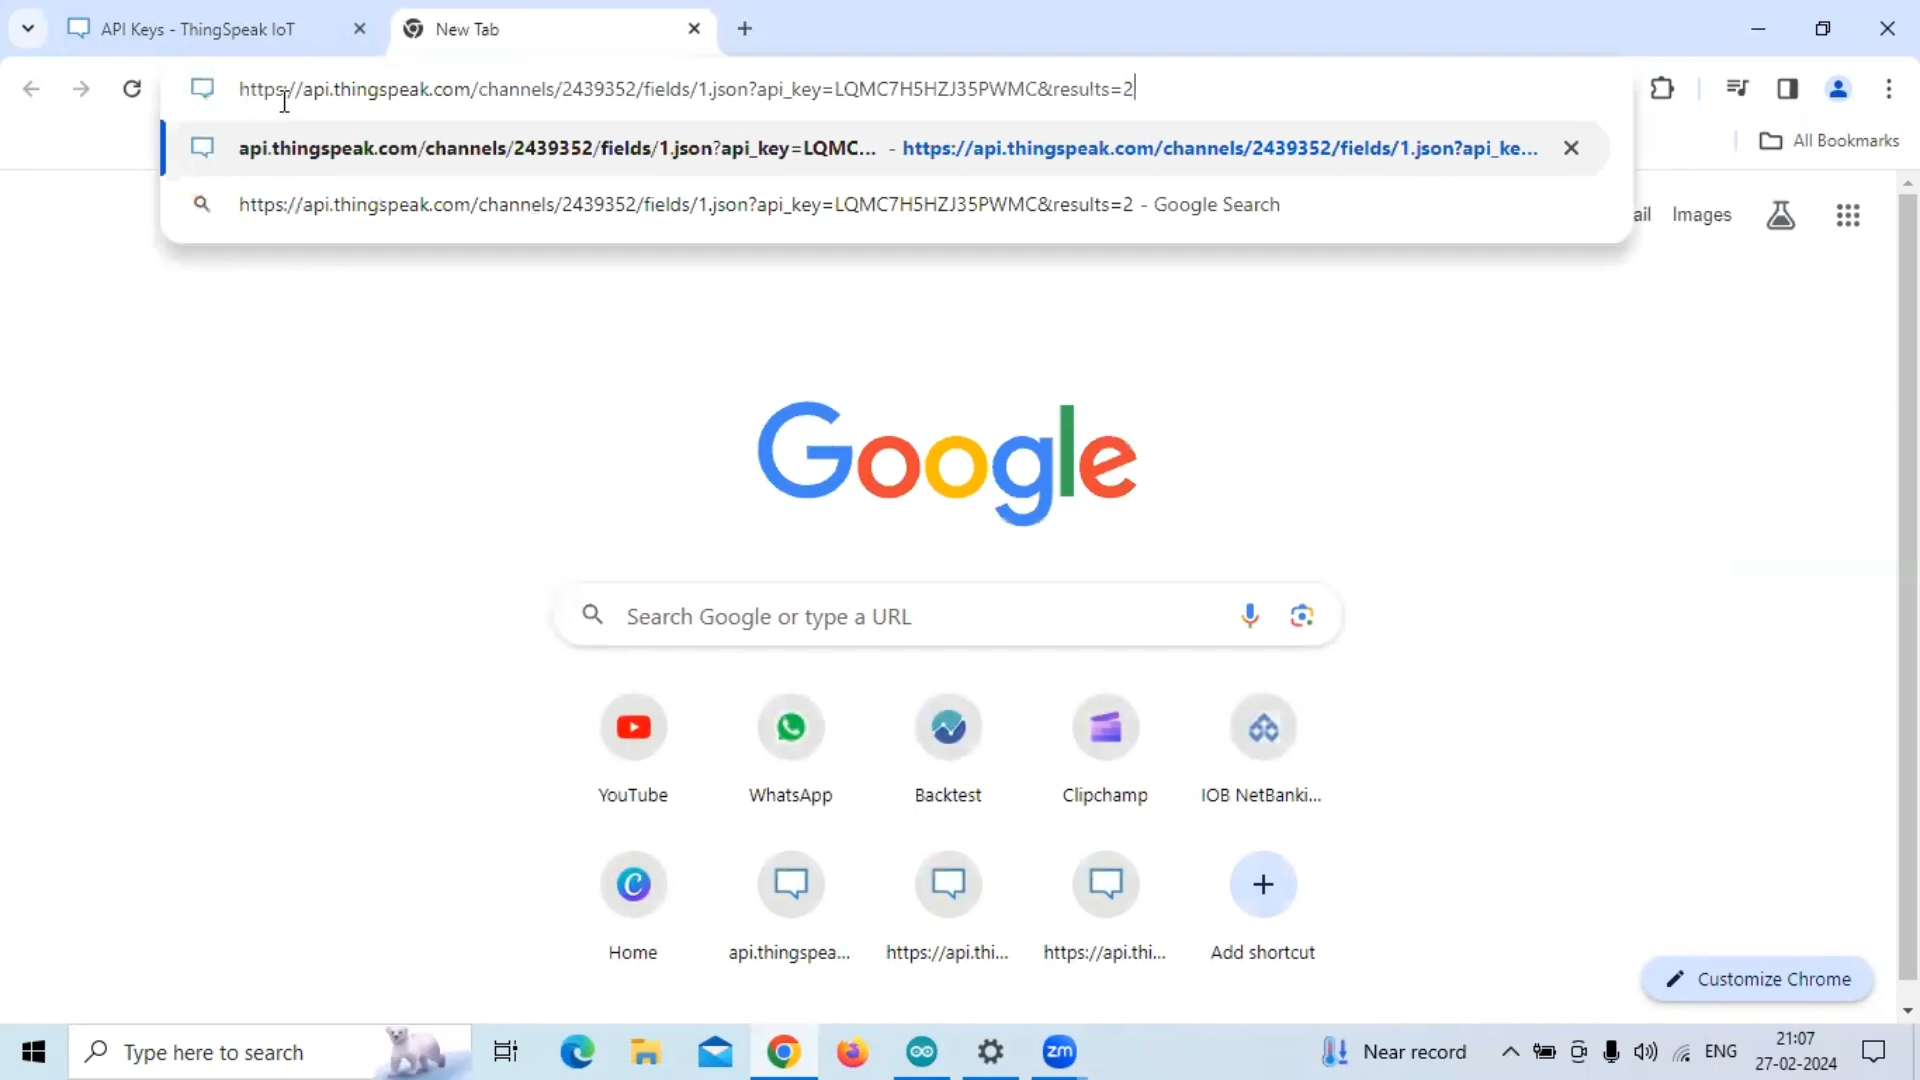 API Keys - ThingSpeak IoT
New Tab
https://api.thingspeak.com/channels/2439352/fields/1.json?api_key=LQMC7H5HZJ35PWMC&results=2
api.thingspeak.com/channels/2439352/fields/1.json?api_key=LQMC... - https://api.thingspeak.com/channels/2439352/fields/1.json?api_ke...
All Bookmarks
https://api.thingspeak.com/channels/2439352/fields/1.json?api_key=LQMC7H5HZJ35PWMC&results=2 - Google Search
ail Images
Google
Search Google or type a URL
YouTube
WhatsApp
Backtest
Clipchamp
IOB NetBanki...
Home
api.thingspea...
https://api.thi...
https://api.thi...
Add shortcut
Customize Chrome
Type here to search
zm
Near record
ENG
21:07
27-02-2024